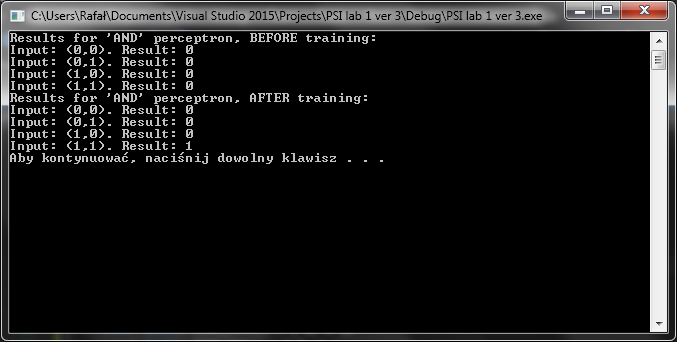 C:\Users\Rafał\Documents\Visual Studio 2015\Projects\PSI lab 1 ver 3\Debug\PSI lab 1 ver 3.exe
Results for 'AND' perceptron, BEFORE training:
Input: (0,0). Result: 0
Input: (0,1). Result: 0
Input: (1,0). Result: 0
Input: (1,1). Result: 0
Results for 'AND' perceptron, AFTER training:
Input: (0,0). Result: 0
Input: (0,1). Result: 0
Input: (1,0). Result: 0
Input: (1,1). Result: 1
Aby kontynuować, naciśnij dowolny klawisz . . .